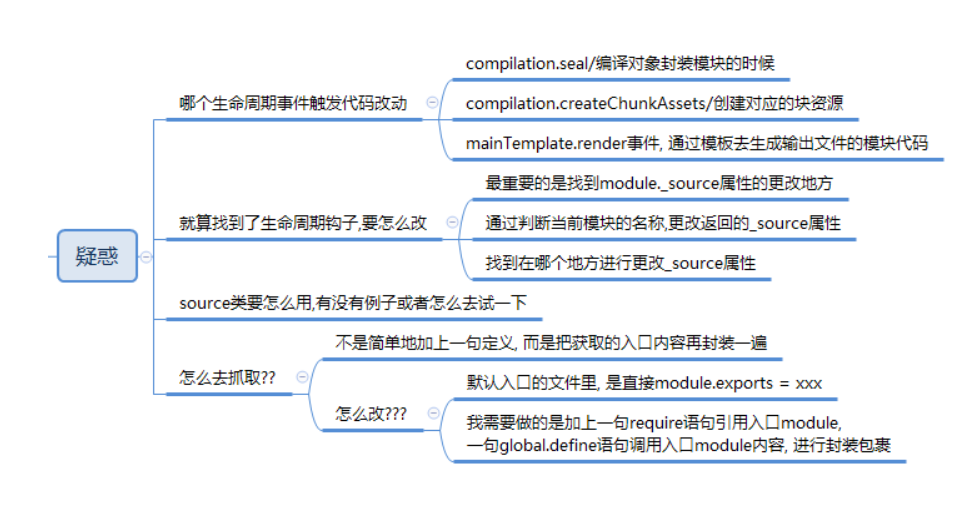 疑惑
哪个生命周期事件触发代码改动
compilation.seal/编译对象封装模块的时候
compilation.createChunkAssets/创建对应的块资源
mainTemplate.render事件, 通过模板去生成输出文件的模块代码
就算找到了生命周期钩子,要怎么改
最重要的是找到module._source属性的更改地方
通过判断当前模块的名称,更改返回的_source属性
找到在哪个地方进行更改_source属性
source类要怎么用,有没有例子或者怎么去试一下
怎么去抓取??
不是简单地加上一句定义, 而是把获取的入口内容再封装一遍
怎么改???
默认入口的文件里, 是直接module.exports = xxx
我需要做的是加上一句require语句引用入口module,
一句global.define语句调用入口module内容, 进行封装包裹